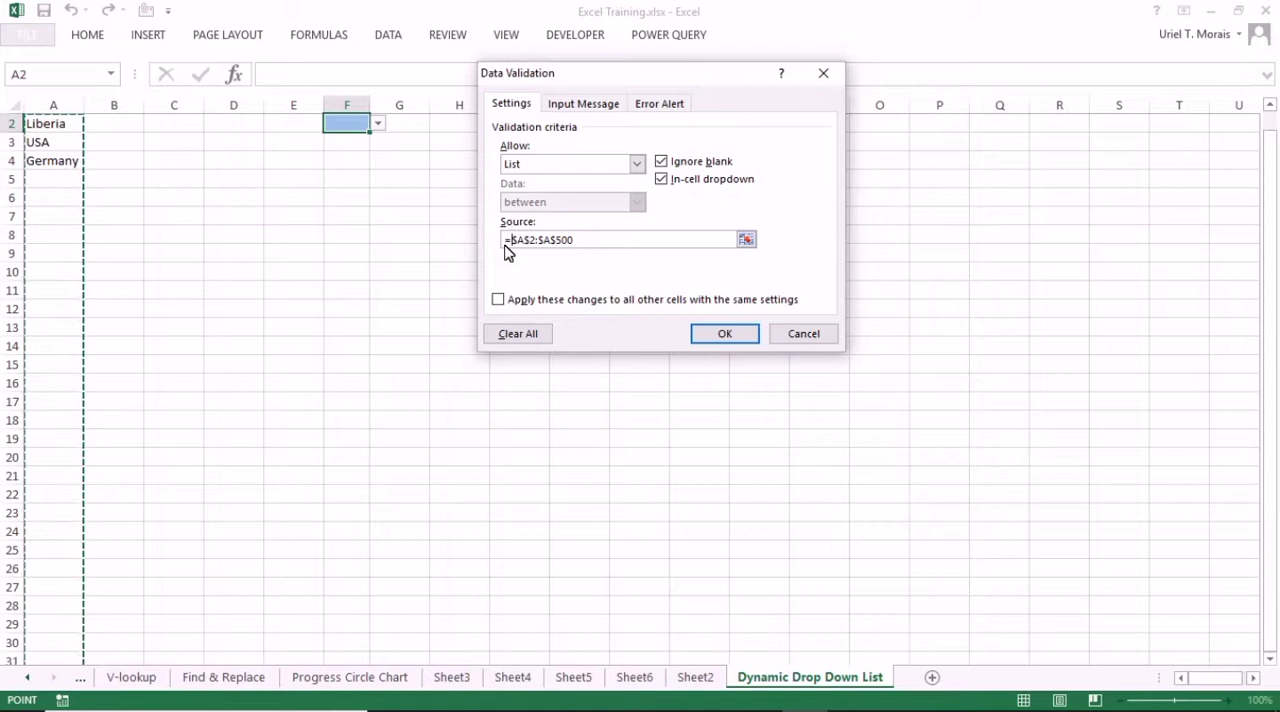 Excel Training.xlsx - Excel
FILE HOME INSERT PAGE LAYOUT FORMULAS DATA REVIEW VIEW DEVELOPER POWER QUERY Uriel T. Morais
A2
Data Validation ? ×
A B C D E F G H O P Q R S T U
Settings Input Message Error Alert
Validation criteria
Allow:
List
Ignore blank
In-cell dropdown
Data:
between
Source:
=$A$2:$A$500
Apply these changes to all other cells with the same settings
Clear All OK Cancel
2 Liberia
3 USA
4 Germany
5
6
7
8
9
10
11
12
13
14
15
16
17
18
19
20
21
22
23
24
25
26
27
28
29
30
31
... V-lookup Find & Replace Progress Circle Chart Sheet3 Sheet4 Sheet5 Sheet6 Sheet2 Dynamic Drop Down List
POINT 100%